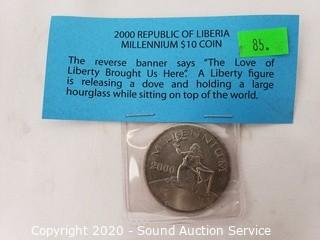 2000 REPUBLIC OF LIBERIA
MILLENNIUM $10 COIN
85.
The reverse banner says "The Love of
Liberty Brought Us Here". A Liberty figure
is releasing a dove and holding a large
hourglass while sitting on top of the world.
MILLENNIUM
2000
Copyright 2020 - Sound Auction Service